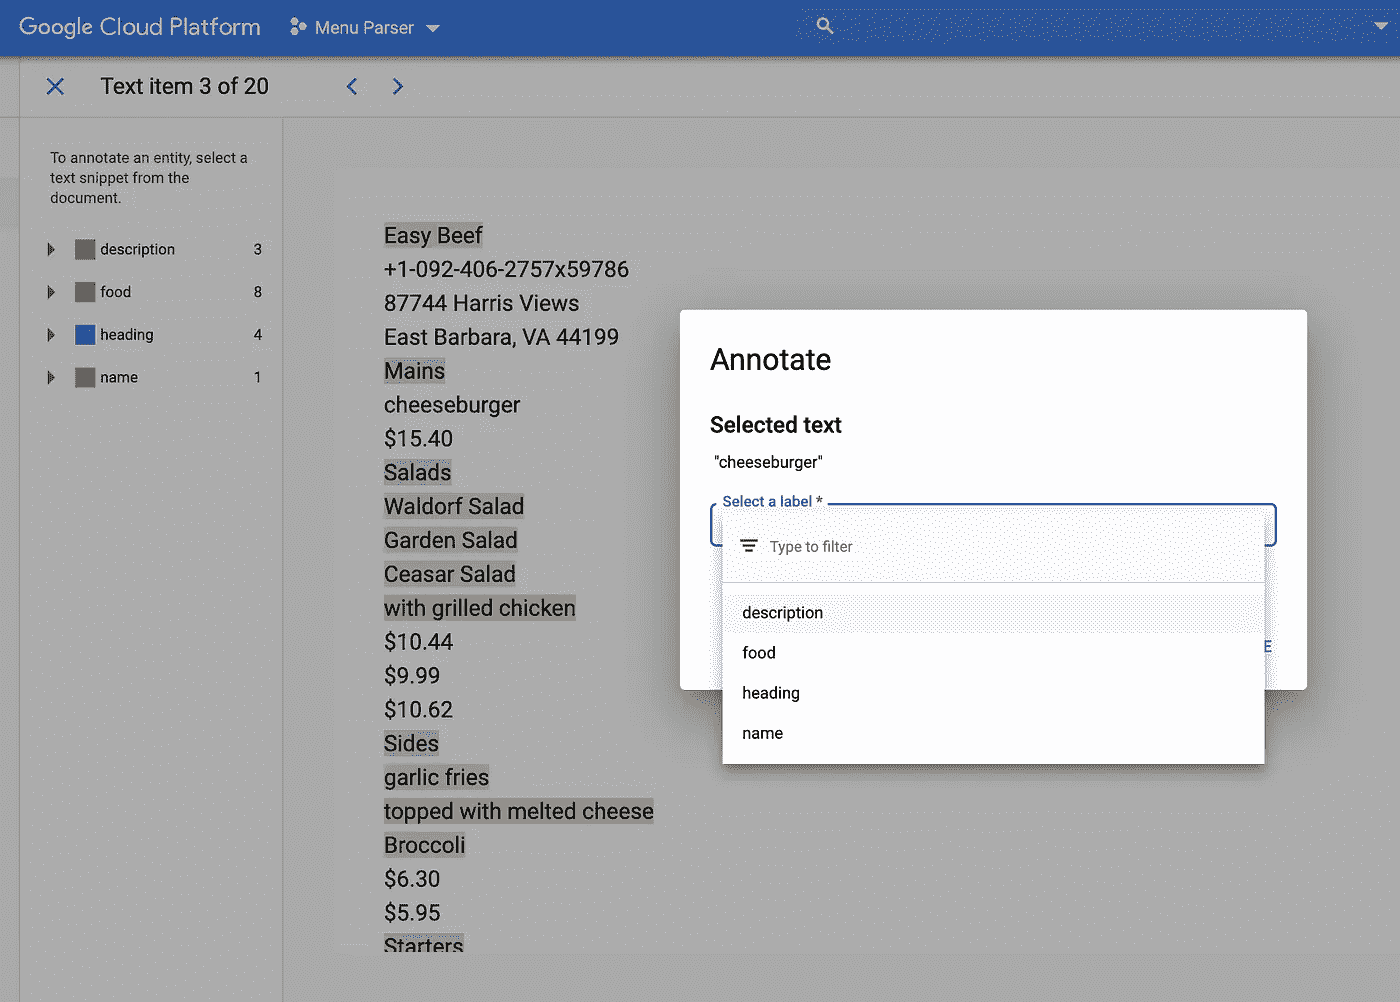 Google Cloud Platform
Menu Parser
Text item 3 of 20
To annotate an entity, select a
text snippet from the
document.
description 3
food 8
heading 4
name 1
Easy Beef
+1-092-406-2757x59786
87744 Harris Views
East Barbara, VA 44199
Mains
cheeseburger
$15.40
Salads
Waldorf Salad
Garden Salad
Ceasar Salad
with grilled chicken
$10.44
$9.99
$10.62
Sides
garlic fries
topped with melted cheese
Broccoli
$6.30
$5.95
Starters
Annotate
Selected text
"cheeseburger"
Select a label *
Type to filter
description
food
heading
name
E